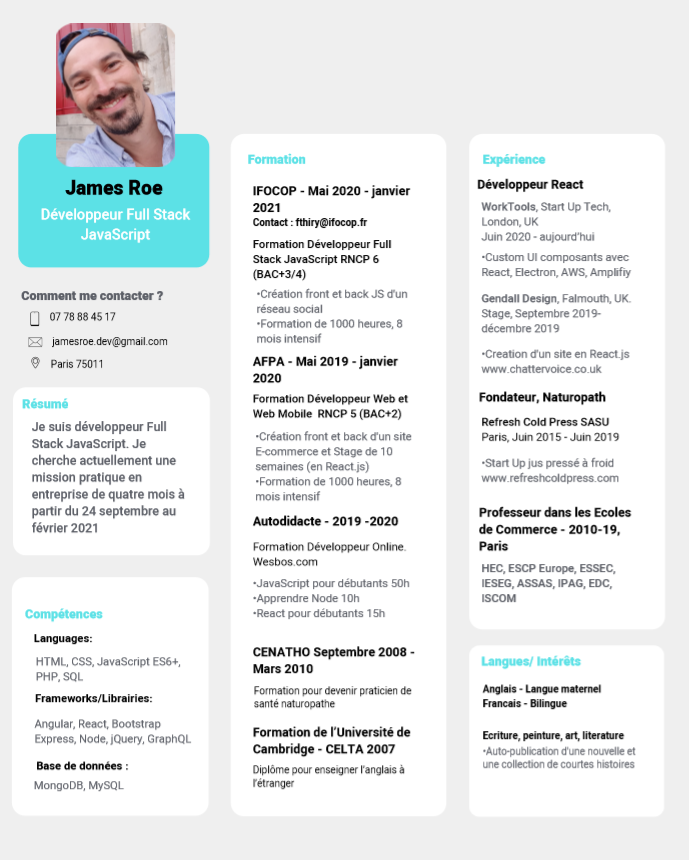 James Roe
Développeur Full Stack
JavaScript
Comment me contacter ?
07 78 88 45 17
jamesroe.dev@gmail.com
Paris 75011
Résumé
Je suis développeur Full
Stack JavaScript. Je
cherche actuellement une
mission pratique en
entreprise de quatre mois à
partir du 24 septembre au
février 2021
Compétences
Languages:
HTML, CSS, JavaScript ES6+,
PHP, SQL
Frameworks/Librairies:
Angular, React, Bootstrap
Express, Node, jQuery, GraphQL
Base de données :
MongoDB, MySQL
Formation
IFOCOP - Mai 2020 - janvier
2021
Contact : fthiry@ifocop.fr
Formation Développeur Full
Stack JavaScript RNCP 6
(BAC+3/4)
•Création front et back JS d'un
réseau social
•Formation de 1000 heures, 8
mois intensif
AFPA - Mai 2019 - janvier
2020
Formation Développeur Web et
Web Mobile RNCP 5 (BAC+2)
•Création front et back d'un site
E-commerce et Stage de 10
semaines (en React.js)
•Formation de 1000 heures, 8
mois intensif
Autodidacte - 2019 -2020
Formation Développeur Online.
Wesbos.com
•JavaScript pour débutants 50h
•Apprendre Node 10h
•React pour débutants 15h
CENATHO Septembre 2008 -
Mars 2010
Formation pour devenir praticien de
santé naturopathe
Formation de l'Université de
Cambridge - CELTA 2007
Diplôme pour enseigner l'anglais à
l'étranger
Expérience
Développeur React
WorkTools, Start Up Tech,
London, UK
Juin 2020 - aujourd'hui
•Custom UI composants avec
React, Electron, AWS, Amplifiy
Gendall Design, Falmouth, UK.
Stage, Septembre 2019-
décembre 2019
•Creation d'un site en React.js
www.chattervoice.co.uk
Fondateur, Naturopath
Refresh Cold Press SASU
Paris, Juin 2015 - Juin 2019
•Start Up jus pressé à froid
www.refreshcoldpress.com
Professeur dans les Ecoles
de Commerce - 2010-19,
Paris
HEC, ESCP Europe, ESSEC,
IESEG, ASSAS, IPAG, EDC,
ISCOM
Langues/ Intérêts
Anglais - Langue maternel
Francais - Bilingue
Ecriture, peinture, art, literature
•Auto-publication d'une nouvelle et
une collection de courtes histoires